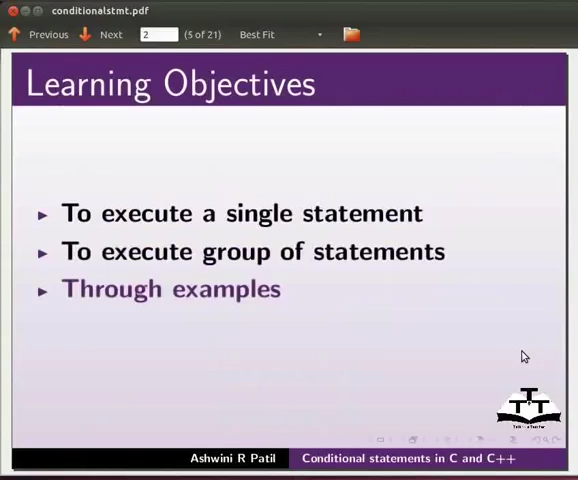 conditionalstmt.pdf
Previous Next 2 (5 of 21) Best Fit
Learning Objectives
To execute a single statement
To execute group of statements
Through examples
Ashwini R Patil Conditional statements in C and C++